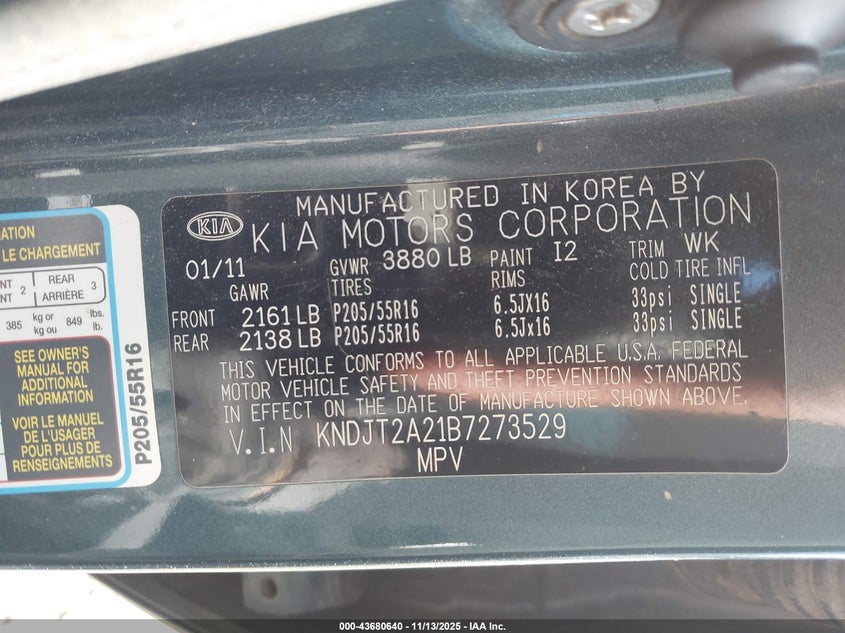 ATION
LE CHARGEMENT
NT 2 REAR 3
NT ARRIÈRE
385 kg or 849 lbs.
kg ou lb.
SEE OWNER'S
MANUAL FOR
ADDITIONAL
INFORMATION
VOIR LE MANUEL
DE L'USAGER
POUR PLUS DE
RENSEIGNEMENTS
P205/55R16
MANUFACTURED IN KOREA BY
KIA KIA MOTORS CORPORATION
01/11 GVWR 3880 LB PAINT I2 TRIM WK
GAWR TIRES RIMS COLD TIRE INFL
FRONT 2161 LB P205/55R16 6.5JX16 33psi SINGLE
REAR 2138 LB P205/55R16 6.5Jx16 33psi SINGLE
THIS VEHICLE CONFORMS TO ALL APPLICABLE U.S.A. FEDERAL
MOTOR VEHICLE SAFETY AND THEFT PREVENTION STANDARDS
IN EFFECT ON THE DATE OF MANUFACTURE SHOWN ABOVE.
V.I.N KNDJT2A21B7273529
MPV
000-43680640 - 11/13/2025 - IAA Inc.